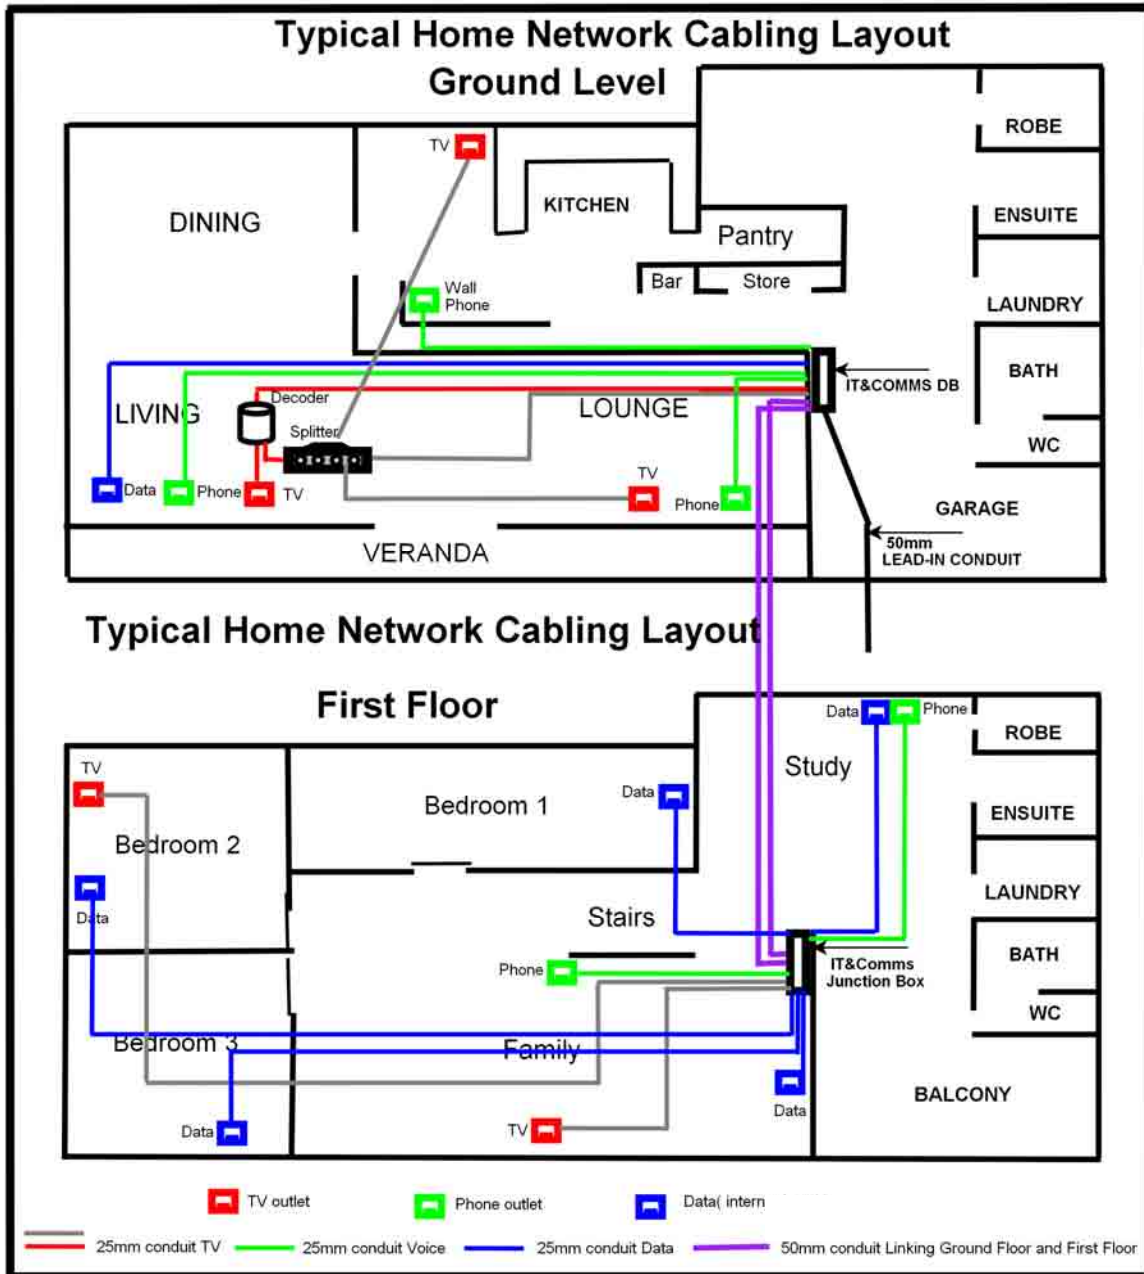 Typical Home Network Cabling Layout
Ground Level
TV
ROBE
DINING
KITCHEN
ENSUITE
Pantry
Bar
Store
Wall
Phone
LAUNDRY
BATH
IT&COMMS DB
Decoder
LIVING
LOUNGE
Splitter
WC
TV
Data
Phone
TV
Phone
GARAGE
VERANDA
50mm
LEAD-IN CONDUIT
Typical Home Network Cabling Layout
First Floor
Data
Phone
ROBE
TV
Study
Data
Bedroom 1
ENSUITE
Bedroom 2
LAUNDRY
Data
Stairs
BATH
Phone
IT&Comms
Junction Box
WC
Bedroom 3
Family
BALCONY
Data
Data
TV
TV outlet
Phone outlet
Data( intern
25mm conduit TV
25mm conduit Voice
25mm conduit Data
50mm conduit Linking Ground Floor and First Floor